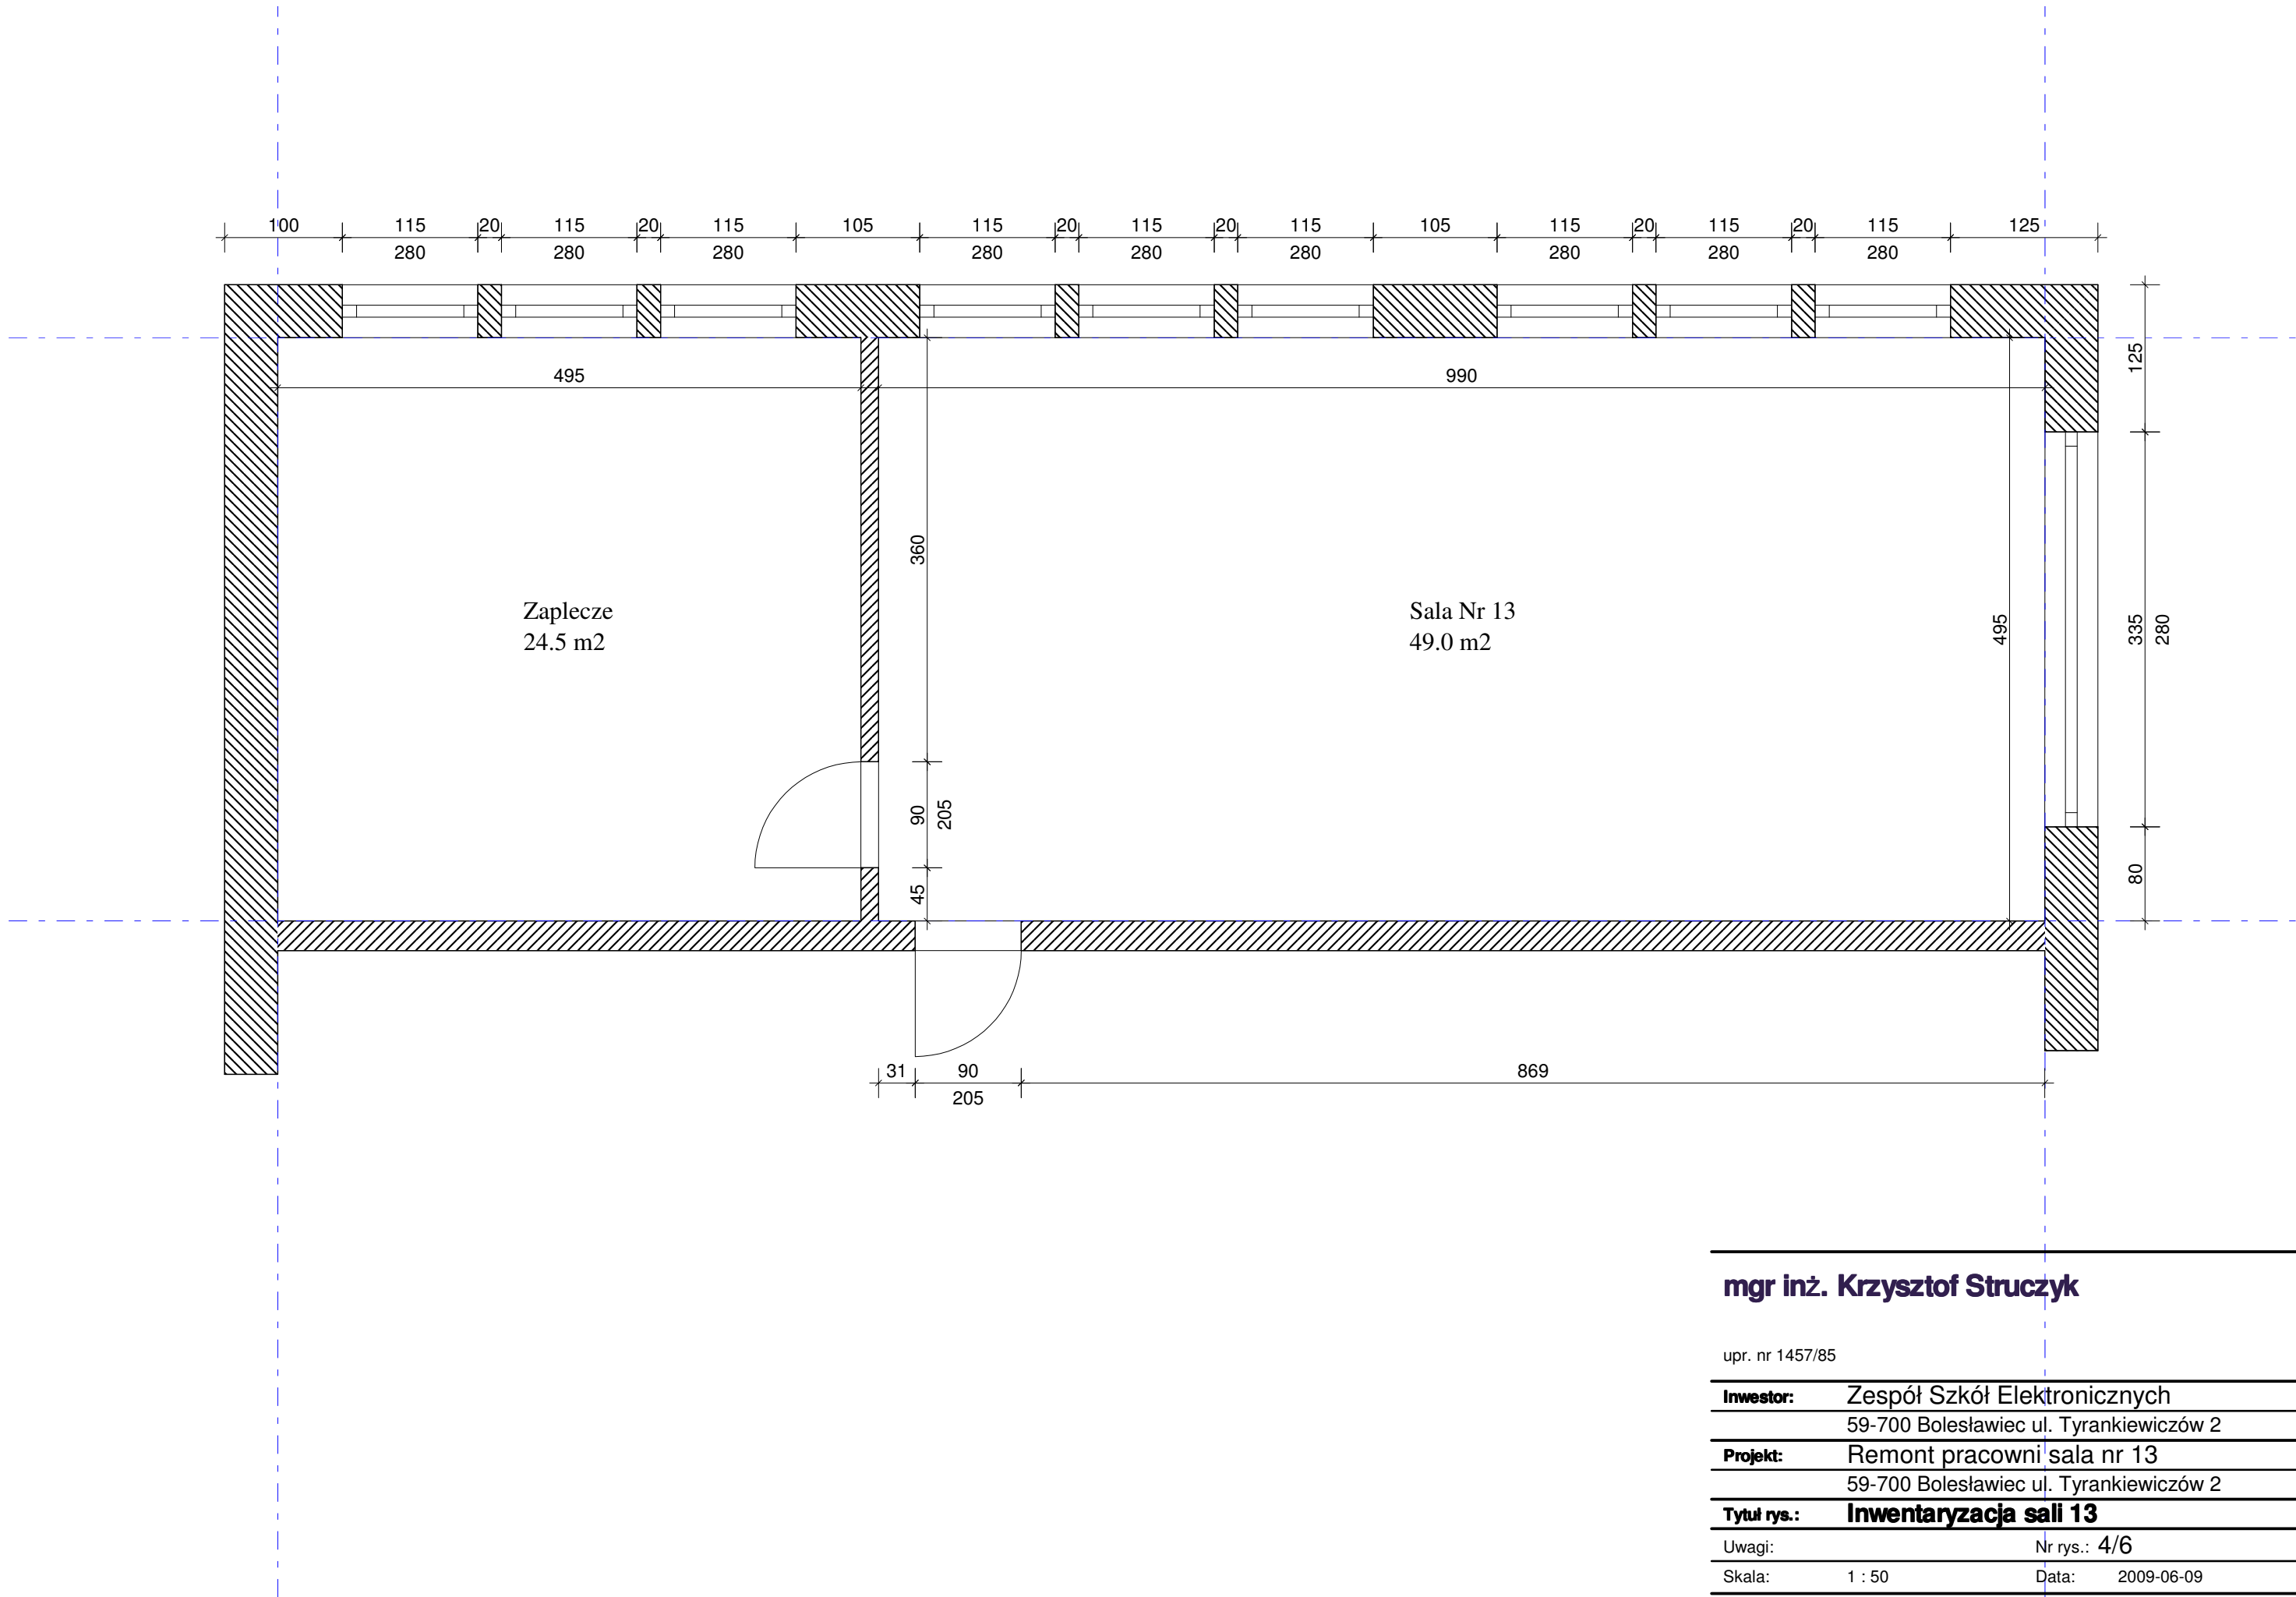 100 115 20 115 20 115 105 115 20 115 20 115 105 115 20 115 20 115 125
280 280 280 280 280 280 280 280 280
125
495 990
360
Zaplecze
24.5 m2
Sala Nr 13
49.0 m2
495
335
280
90
205
45
80
31 90 869
205
mgr inż. Krzysztof Struczyk
upr. nr 1457/85
Inwestor: Zespół Szkół Elektronicznych
59-700 Bolesławiec ul. Tyrankiewiczów 2
Projekt: Remont pracowni sala nr 13
59-700 Bolesławiec ul. Tyrankiewiczów 2
Tytuł rys.: Inwentaryzacja sali 13
Uwagi: Nr rys.: 4/6
Skala: 1 : 50 Data: 2009-06-09